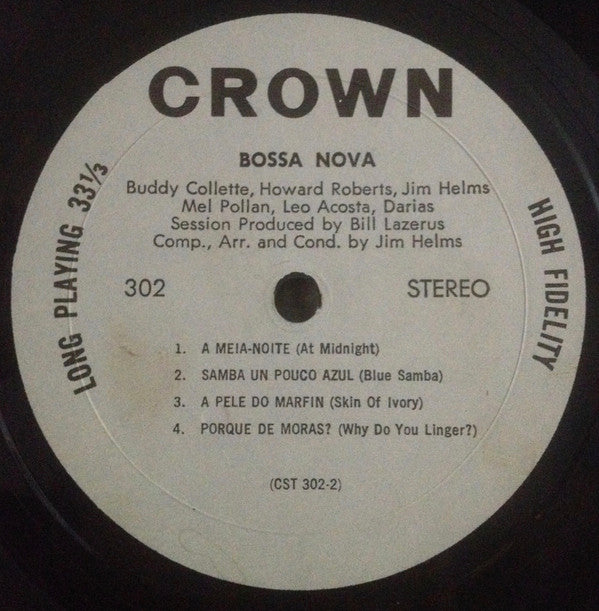 CROWN
BOSSA NOVA
Buddy Collette, Howard Roberts, Jim Helms
Mel Pollan, Leo Acosta, Darias
Session Produced by Bill Lazerus
Comp., Arr. and Cond. by Jim Helms
LONG PLAYING 33⅓
HIGH FIDELITY
302
STEREO
1. A MEIA-NOITE (At Midnight)
2. SAMBA UN POUCO AZUL (Blue Samba)
3. A PELE DO MARFIN (Skin Of Ivory)
4. PORQUE DE MORAS? (Why Do You Linger?)
(CST 302-2)